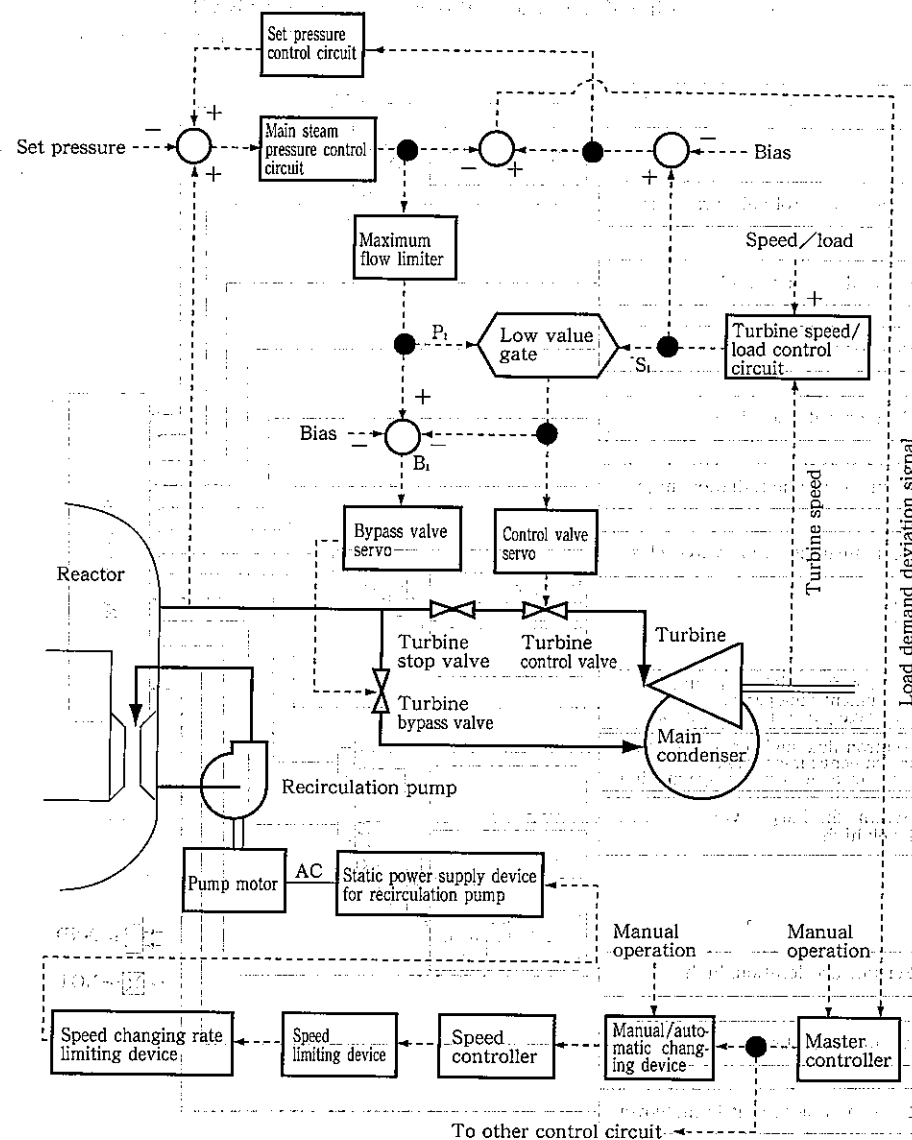 Set pressure
control circuit
Set pressure
−
+
+
Main steam
pressure control
circuit
−
+
−
+
Bias
Maximum
flow limiter
Speed/load
+
P₁
Low value
gate
S₁
Turbine speed/
load control
circuit
+
Bias
−
−
B₁
Bypass valve
servo
Control valve
servo
Turbine speed
Load demand deviation signal
Reactor
Turbine
stop valve
Turbine
control valve
Turbine
Turbine
bypass valve
Main
condenser
Recirculation pump
Pump motor
AC
Static power supply device
for recirculation pump
Manual
operation
Manual
operation
Speed changing rate
limiting device
Speed
limiting device
Speed
controller
Manual/auto-
matic chang-
ing device
Master
controller
To other control circuit